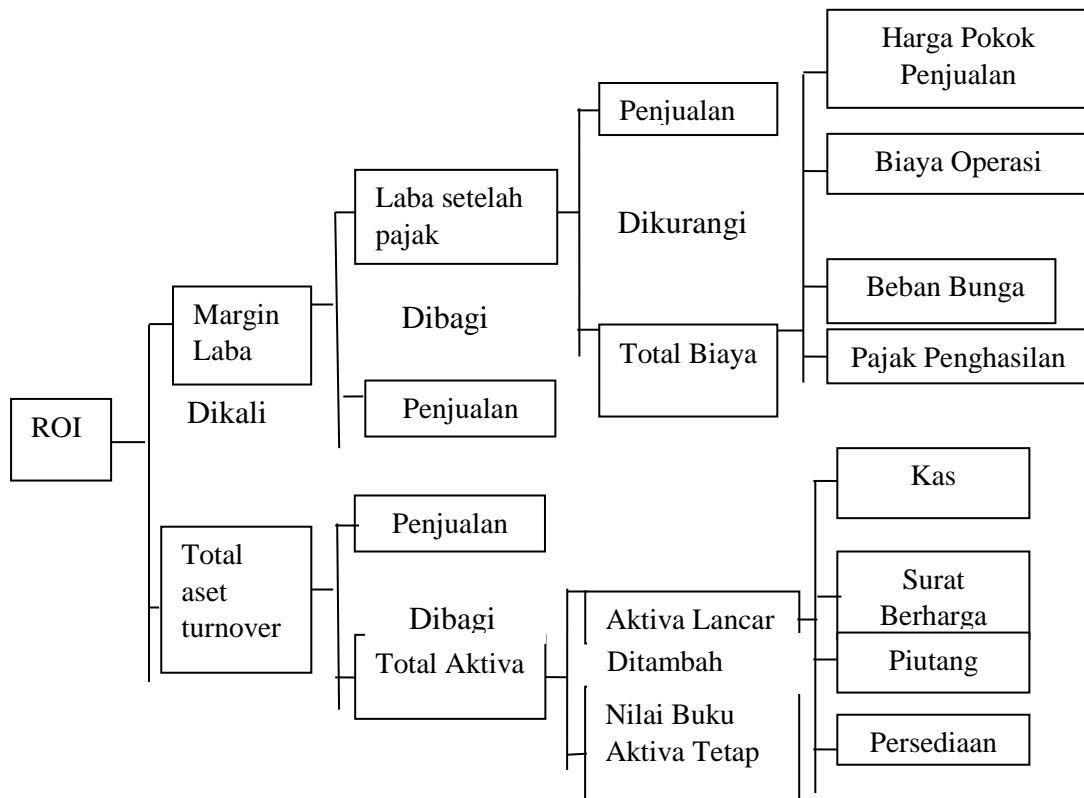 Harga Pokok
Penjualan
Penjualan
Biaya Operasi
Laba setelah
pajak
Dikurangi
Beban Bunga
Margin
Laba
Dibagi
Total Biaya
Pajak Penghasilan
Dikali
Penjualan
ROI
Kas
Penjualan
Total
aset
turnover
Surat
Berharga
Dibagi
Aktiva Lancar
Total Aktiva
Ditambah
Piutang
Nilai Buku
Aktiva Tetap
Persediaan